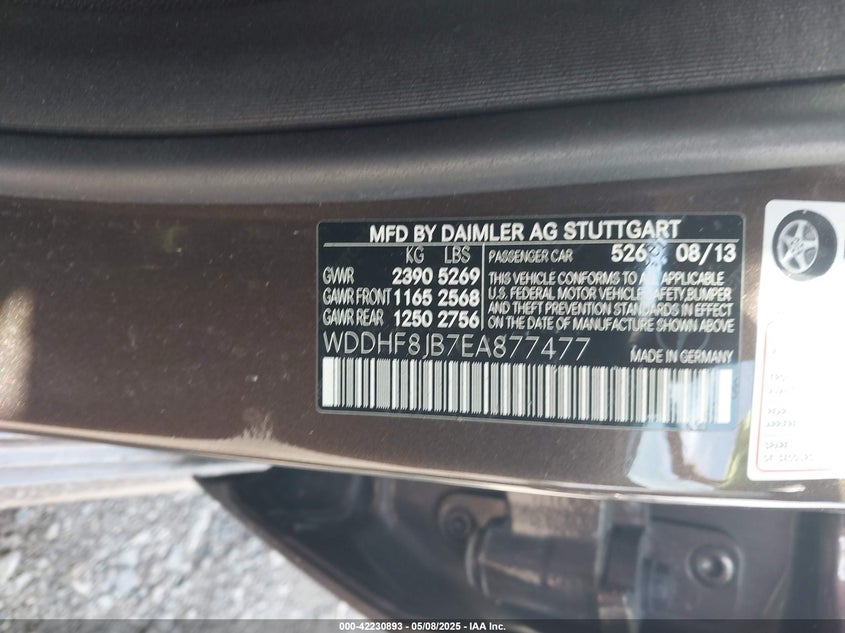 MFD BY DAIMLER AG STUTTGART
KG LBS PASSENGER CAR 08/13
GVWR 2390 5269
GAWR FRONT 1165 2568
GAWR REAR 1250 2756
THIS VEHICLE CONFORMS TO ALL APPLICABLE
U.S. FEDERAL MOTOR VEHICLE SAFETY, BUMPER
AND THEFT PREVENTION STANDARDS IN EFFECT
ON THE DATE OF MANUFACTURE SHOWN ABOVE
WDDHF8JB7EA877477 MADE IN GERMANY
000-42230893 - 05/08/2025 - IAA Inc.